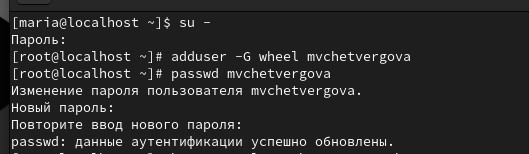 [maria@localhost ~]$ su -
Пароль:
[root@localhost ~]# adduser -G wheel mvchetvergova
[root@localhost ~]# passwd mvchetvergova
Изменение пароля пользователя mvchetvergova.
Новый пароль:
Повторите ввод нового пароля:
passwd: данные аутентификации успешно обновлены.